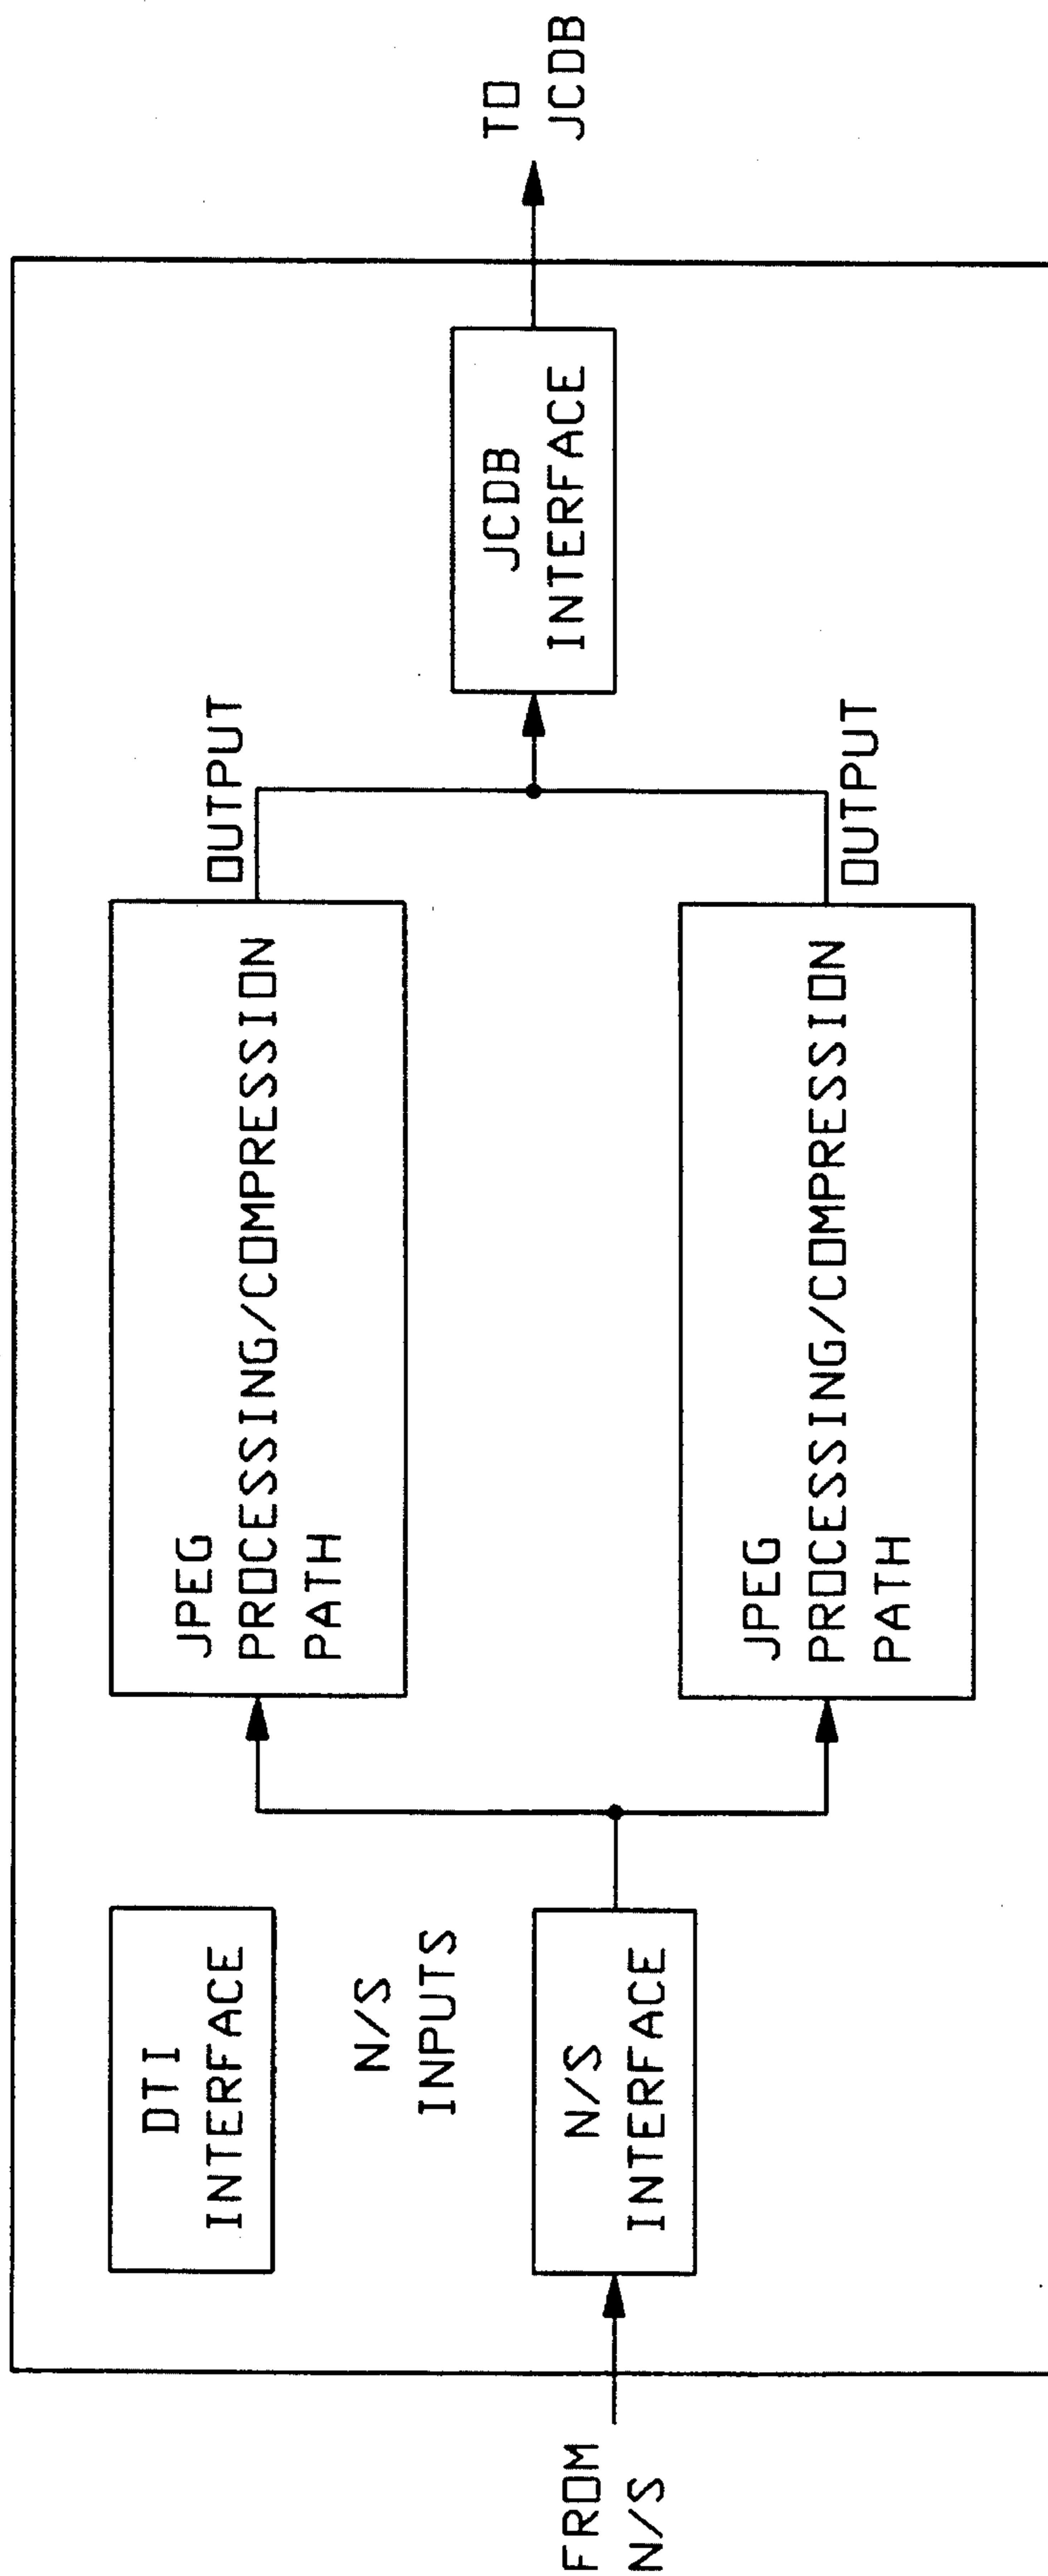 FROM
N/S
DTI
INTERFACE
N/S
INPUTS
N/S
INTERFACE
JPEG
PROCESSING/COMPRESSION
PATH
OUTPUT
JPEG
PROCESSING/COMPRESSION
PATH
OUTPUT
JCDB
INTERFACE
TO
JCDB